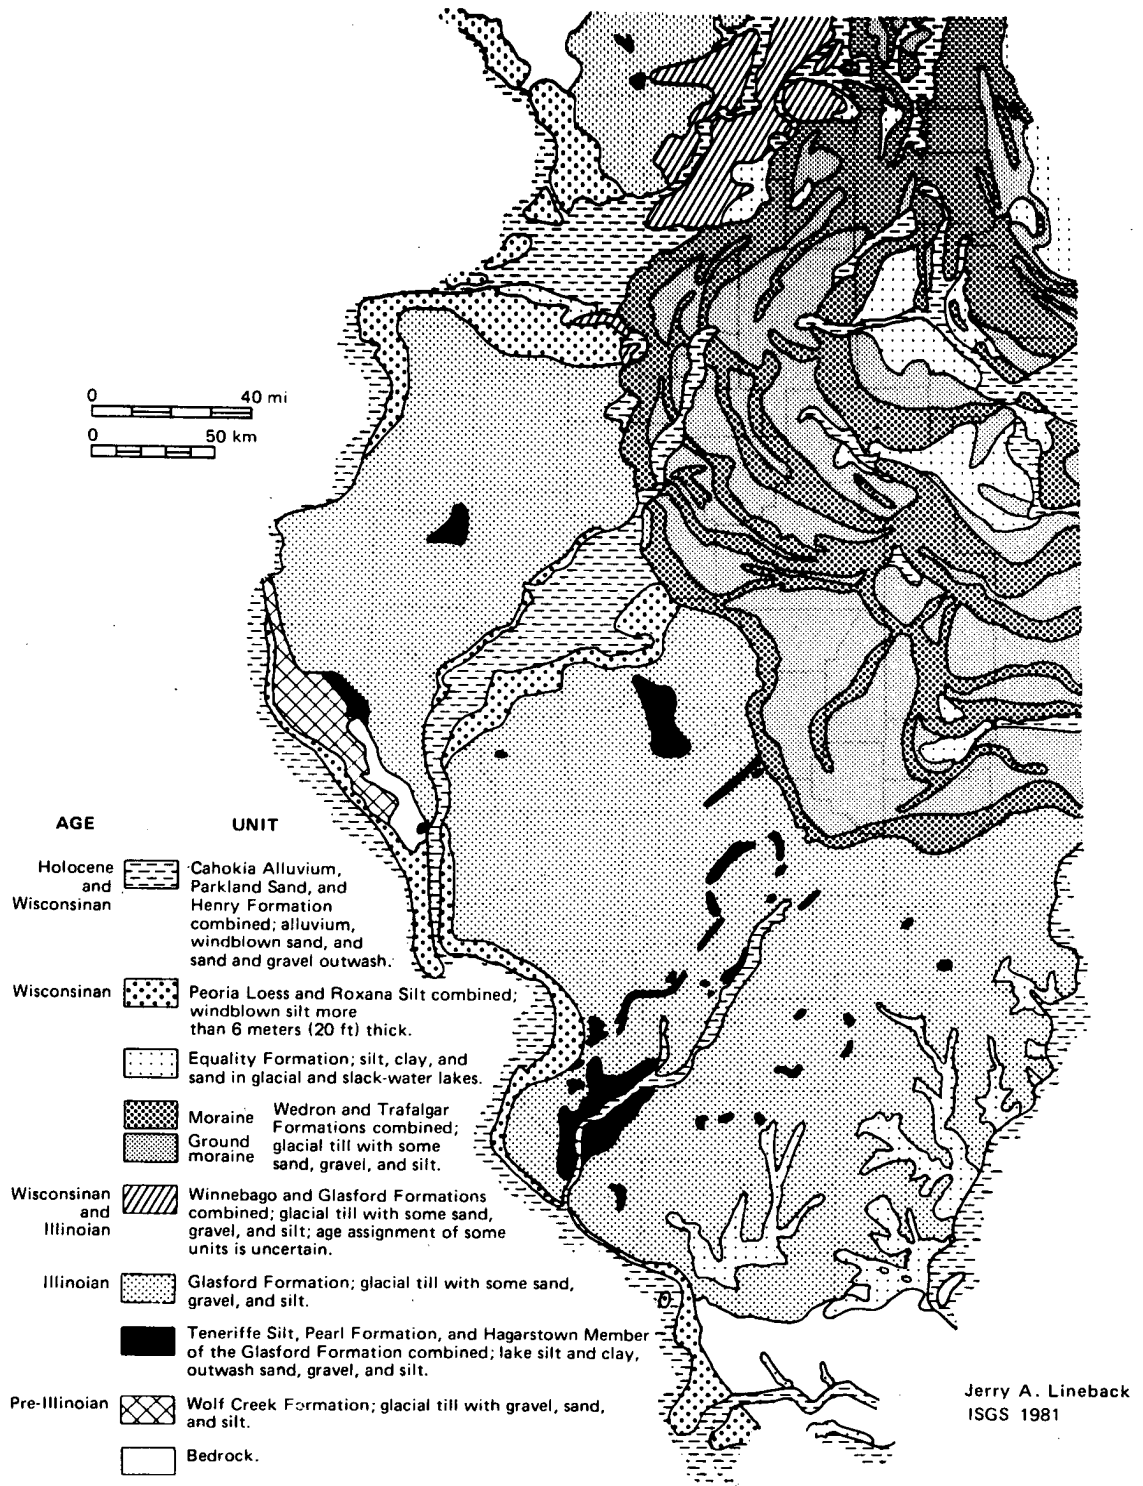 0 40 mi
0 50 km
AGE UNIT
Holocene
and
Wisconsinan
Cahokia Alluvium,
Parkland Sand, and
Henry Formation
combined; alluvium,
windblown sand, and
sand and gravel outwash.
Wisconsinan
Peoria Loess and Roxana Silt combined;
windblown silt more
than 6 meters (20 ft) thick.
Equality Formation; silt, clay, and
sand in glacial and slack-water lakes.
Moraine
Ground
moraine
Wedron and Trafalgar
Formations combined;
glacial till with some
sand, gravel, and silt.
Wisconsinan
and
Illinoian
Winnebago and Glasford Formations
combined; glacial till with some sand,
gravel, and silt; age assignment of some
units is uncertain.
Illinoian
Glasford Formation; glacial till with some sand,
gravel, and silt.
Teneriffe Silt, Pearl Formation, and Hagarstown Member
of the Glasford Formation combined; lake silt and clay,
outwash sand, gravel, and silt.
Pre-Illinoian
Wolf Creek Formation; glacial till with gravel, sand,
and silt.
Bedrock.
Jerry A. Lineback
ISGS 1981